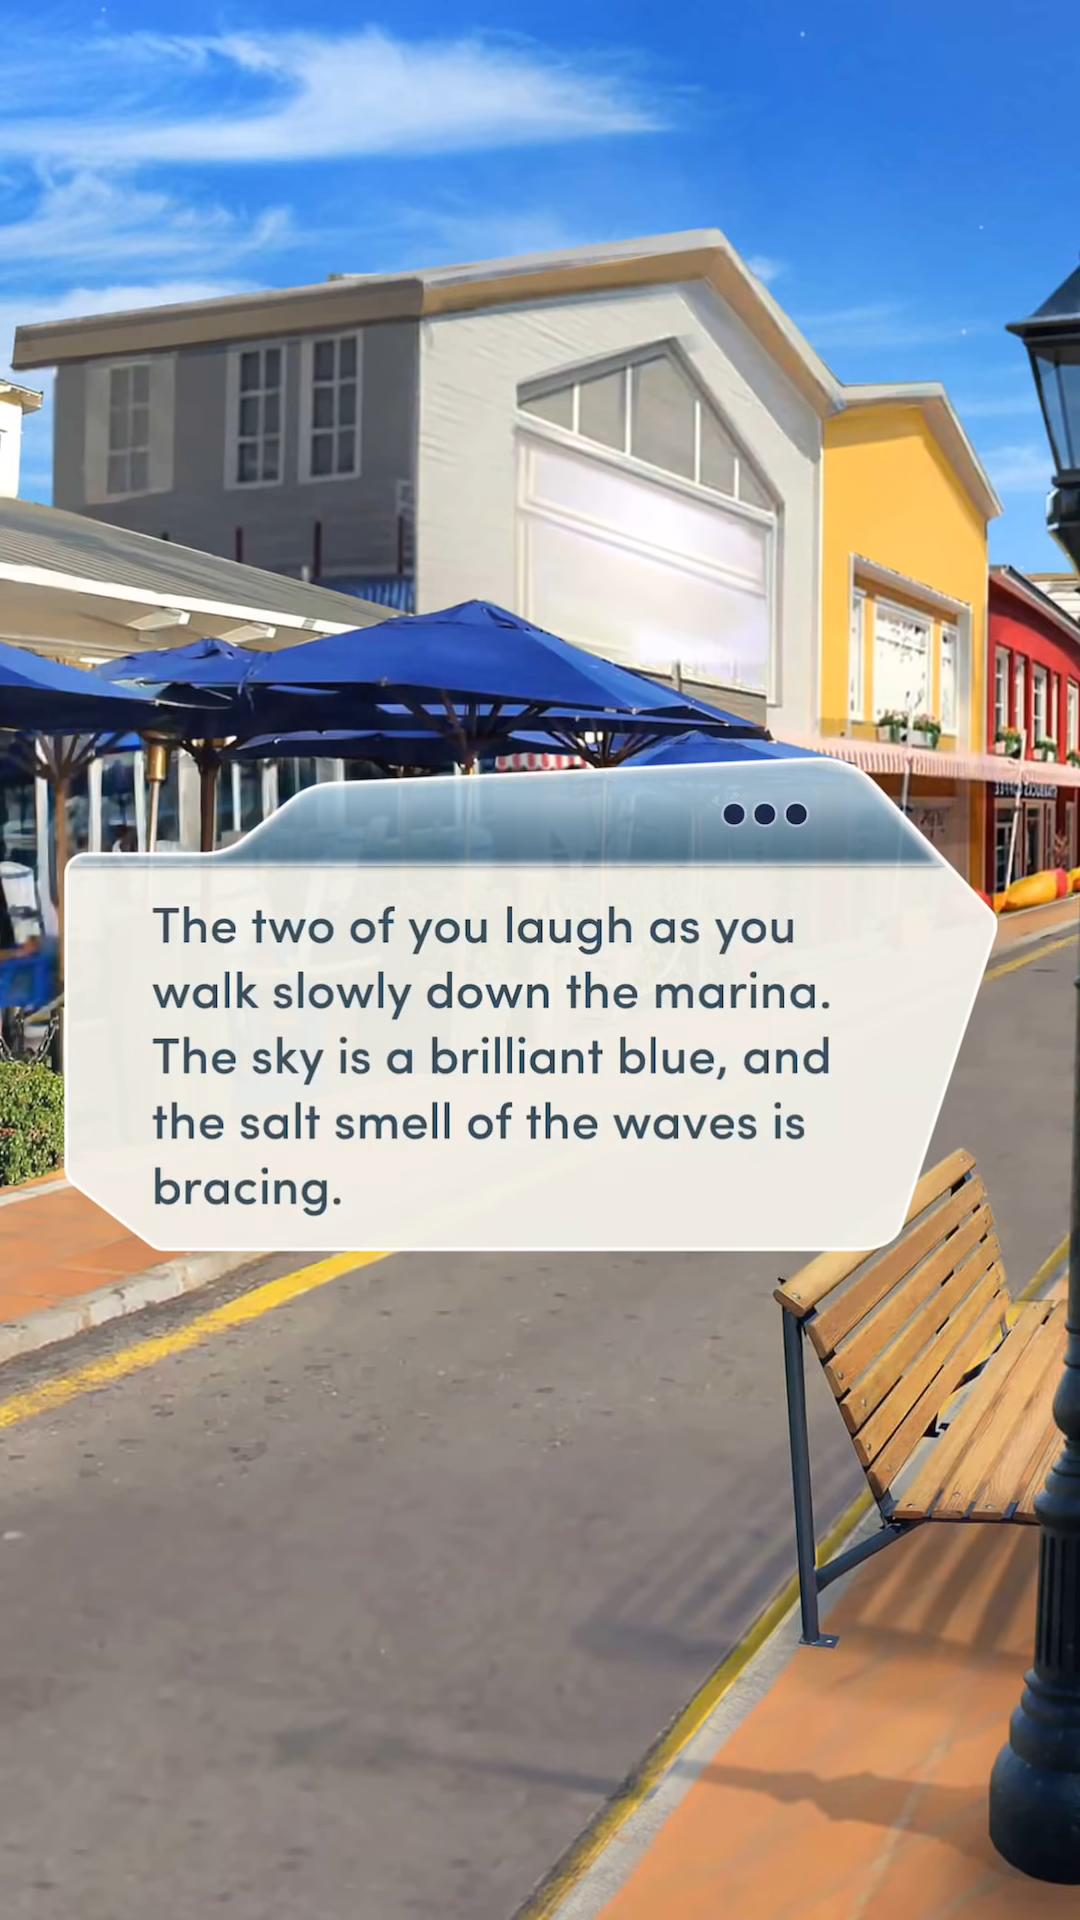 The two of you laugh as you
walk slowly down the marina.
The sky is a brilliant blue, and
the salt smell of the waves is
bracing.